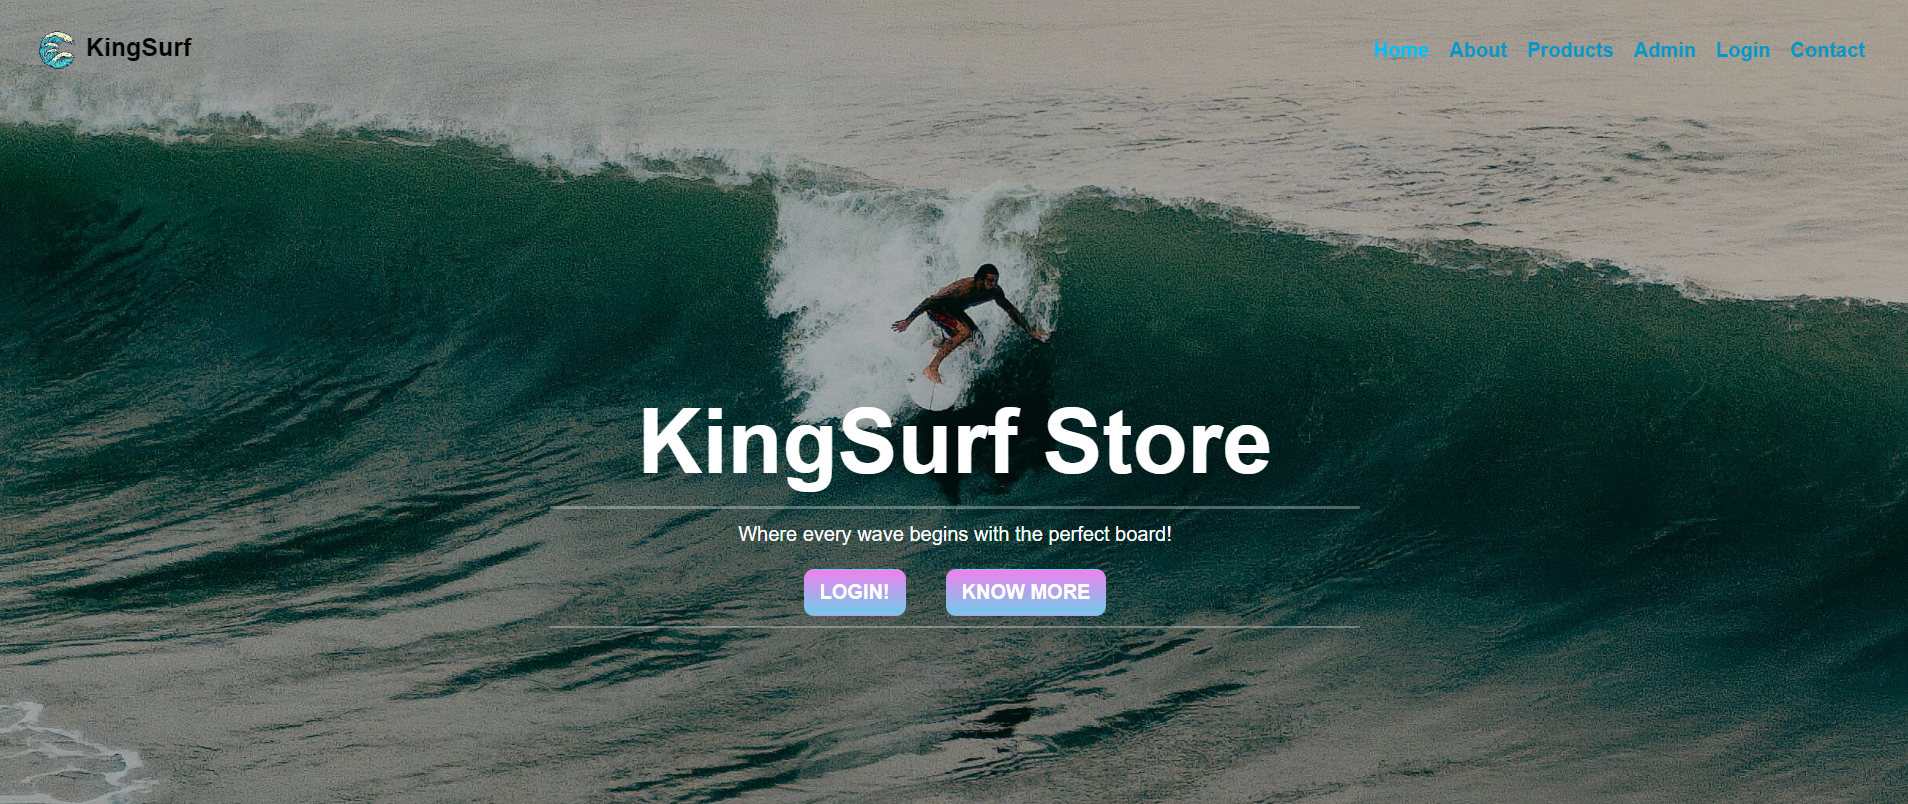 KingSurf
Home About Products Admin Login Contact
KingSurf Store
Where every wave begins with the perfect board!
LOGIN! KNOW MORE